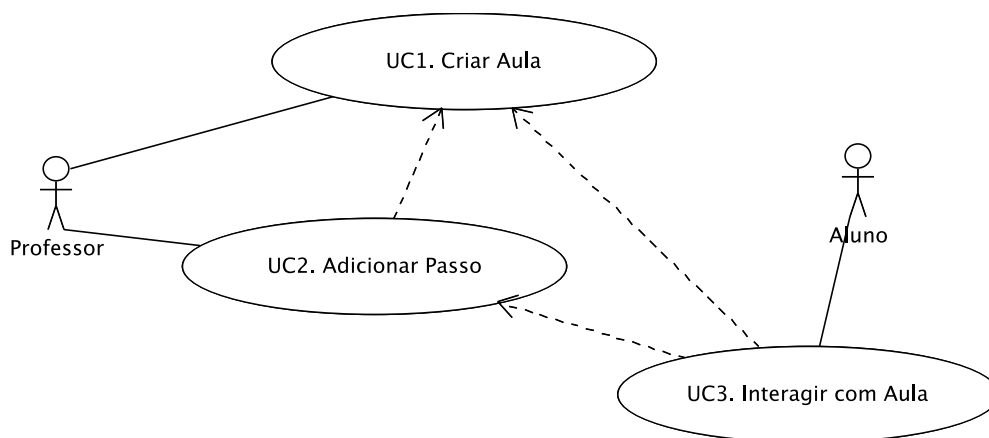 UC1. Criar Aula
Professor
Aluno
UC2. Adicionar Passo
UC3. Interagir com Aula